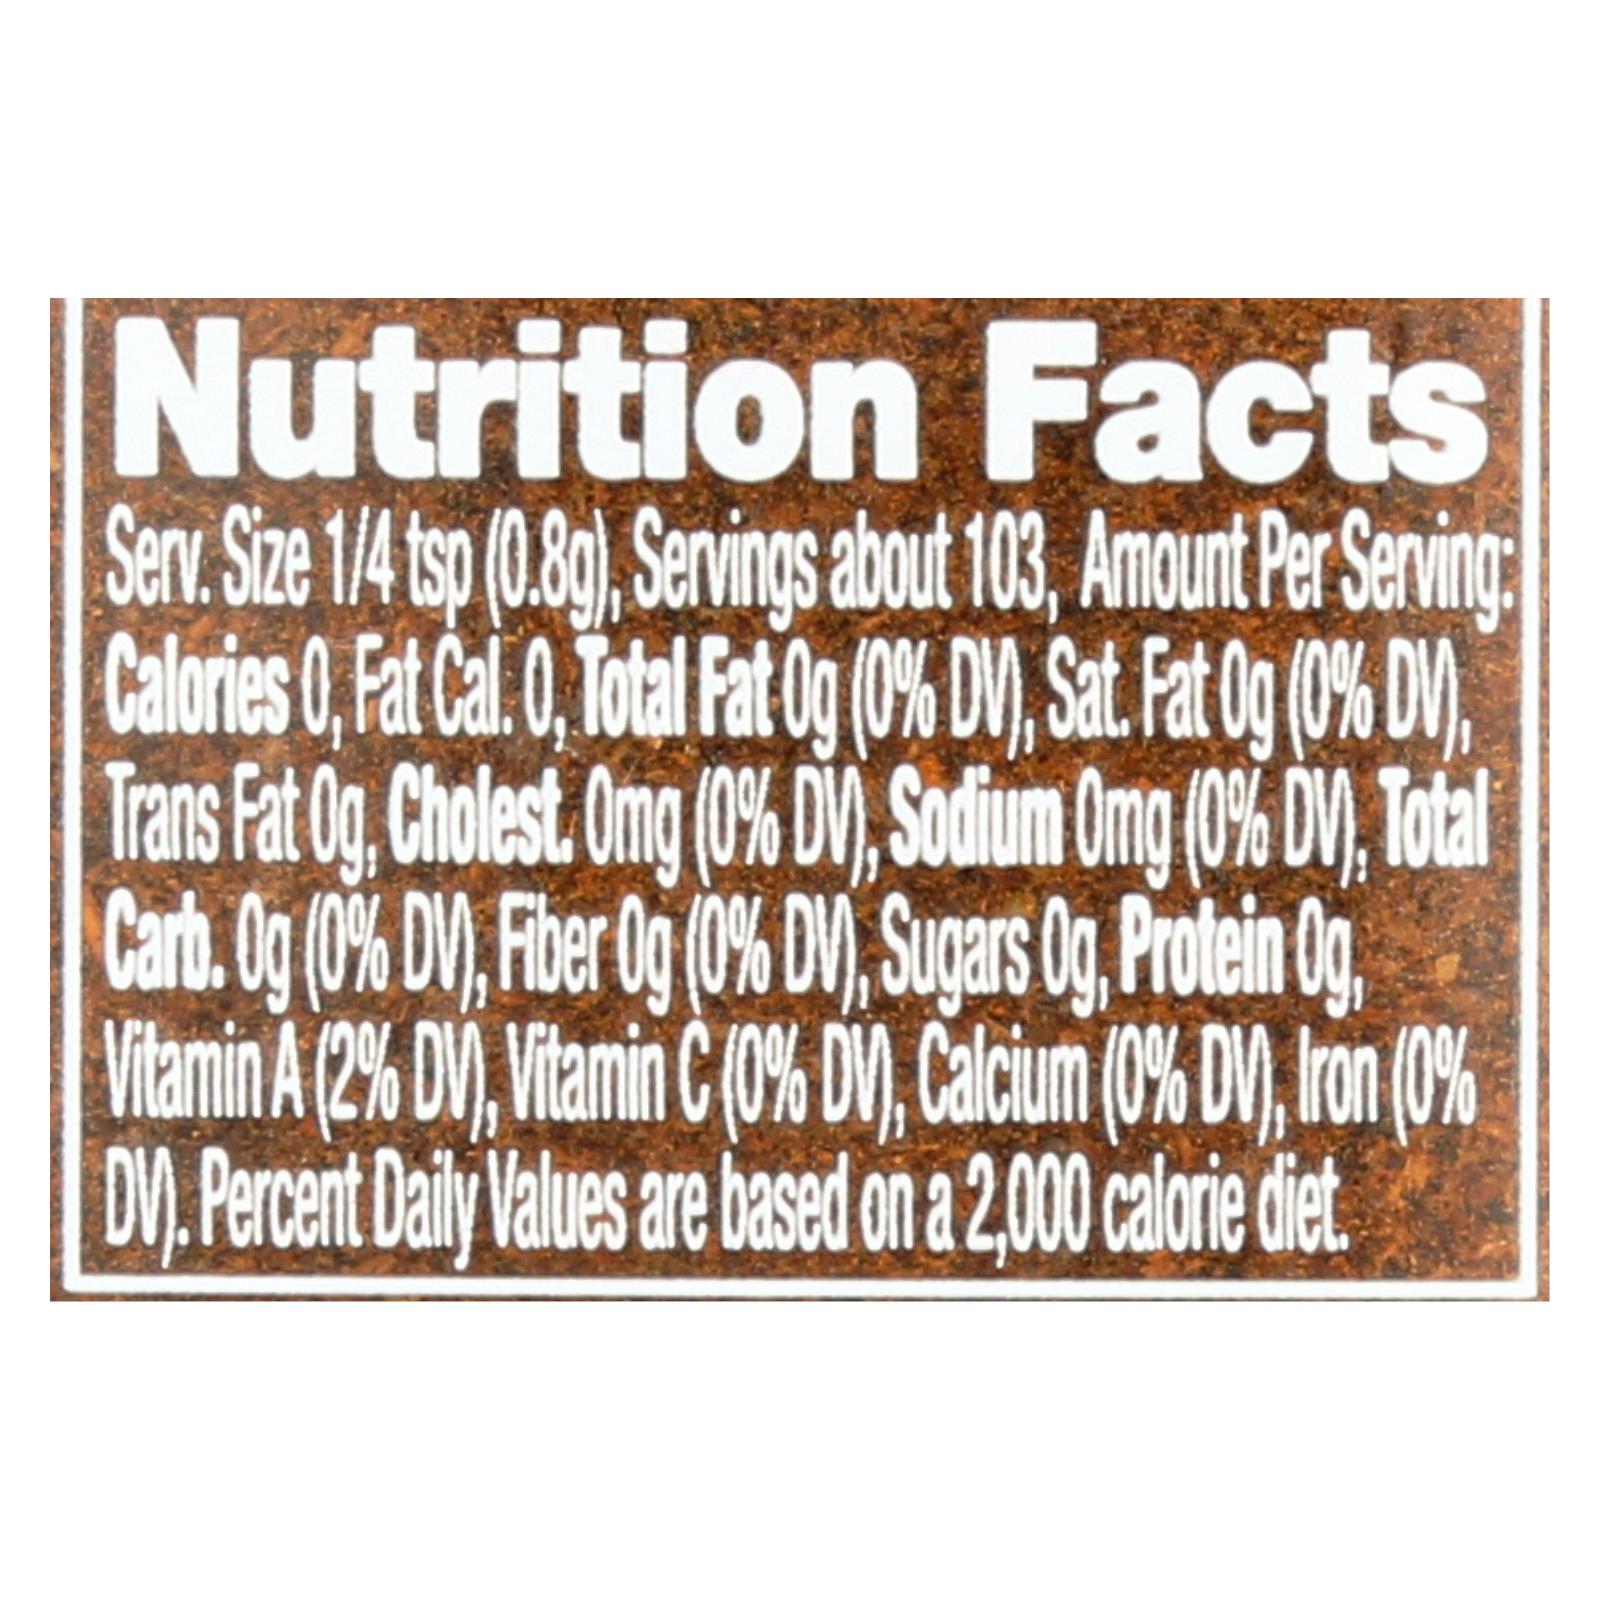 Nutrition Facts
Serv. Size 1/4 tsp (0.8g), Servings about 103, Amount Per Serving:
Calories 0, Fat Cal. 0, Total Fat 0g (0% DV), Sat. Fat 0g (0% DV),
Trans Fat 0g, Cholest. 0mg (0% DV), Sodium 0mg (0% DV), Total
Carb. 0g (0% DV), Fiber 0g (0% DV), Sugars 0g, Protein 0g,
Vitamin A (2% DV), Vitamin C (0% DV), Calcium (0% DV), Iron (0%
DV). Percent Daily Values are based on a 2,000 calorie diet.